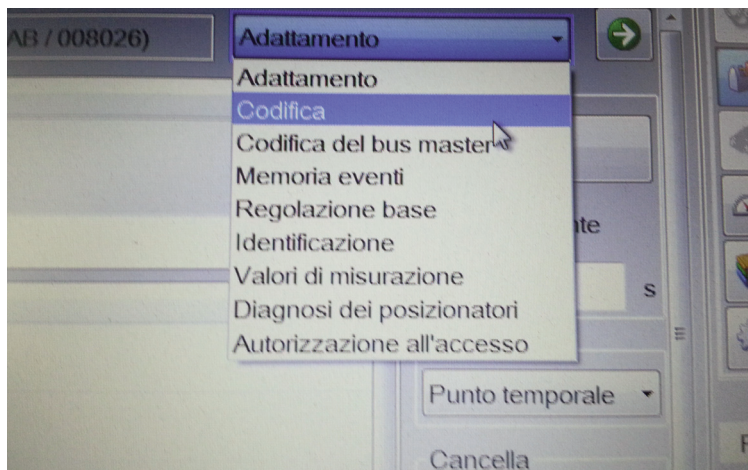 AB / 008026)
Adattamento
Adattamento
Codifica
Codifica del bus master
Memoria eventi
Regolazione base
Identificazione
Valori di misurazione
Diagnosi dei posizionatori
Autorizzazione all'accesso
nte
s
Punto temporale
Cancella